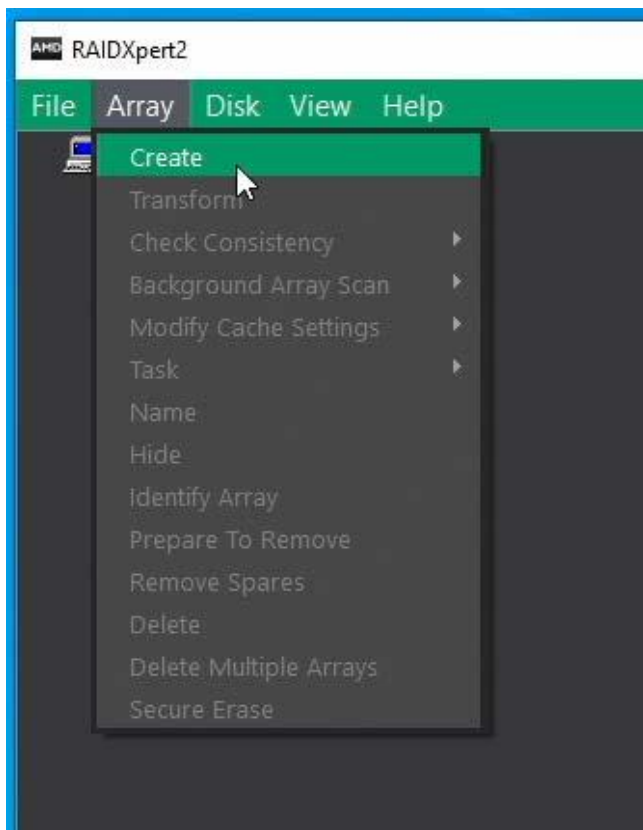 AMD RAIDXpert2
File Array Disk View Help
Create
Transform
Check Consistency
Background Array Scan
Modify Cache Settings
Task
Name
Hide
Identify Array
Prepare To Remove
Remove Spares
Delete
Delete Multiple Arrays
Secure Erase